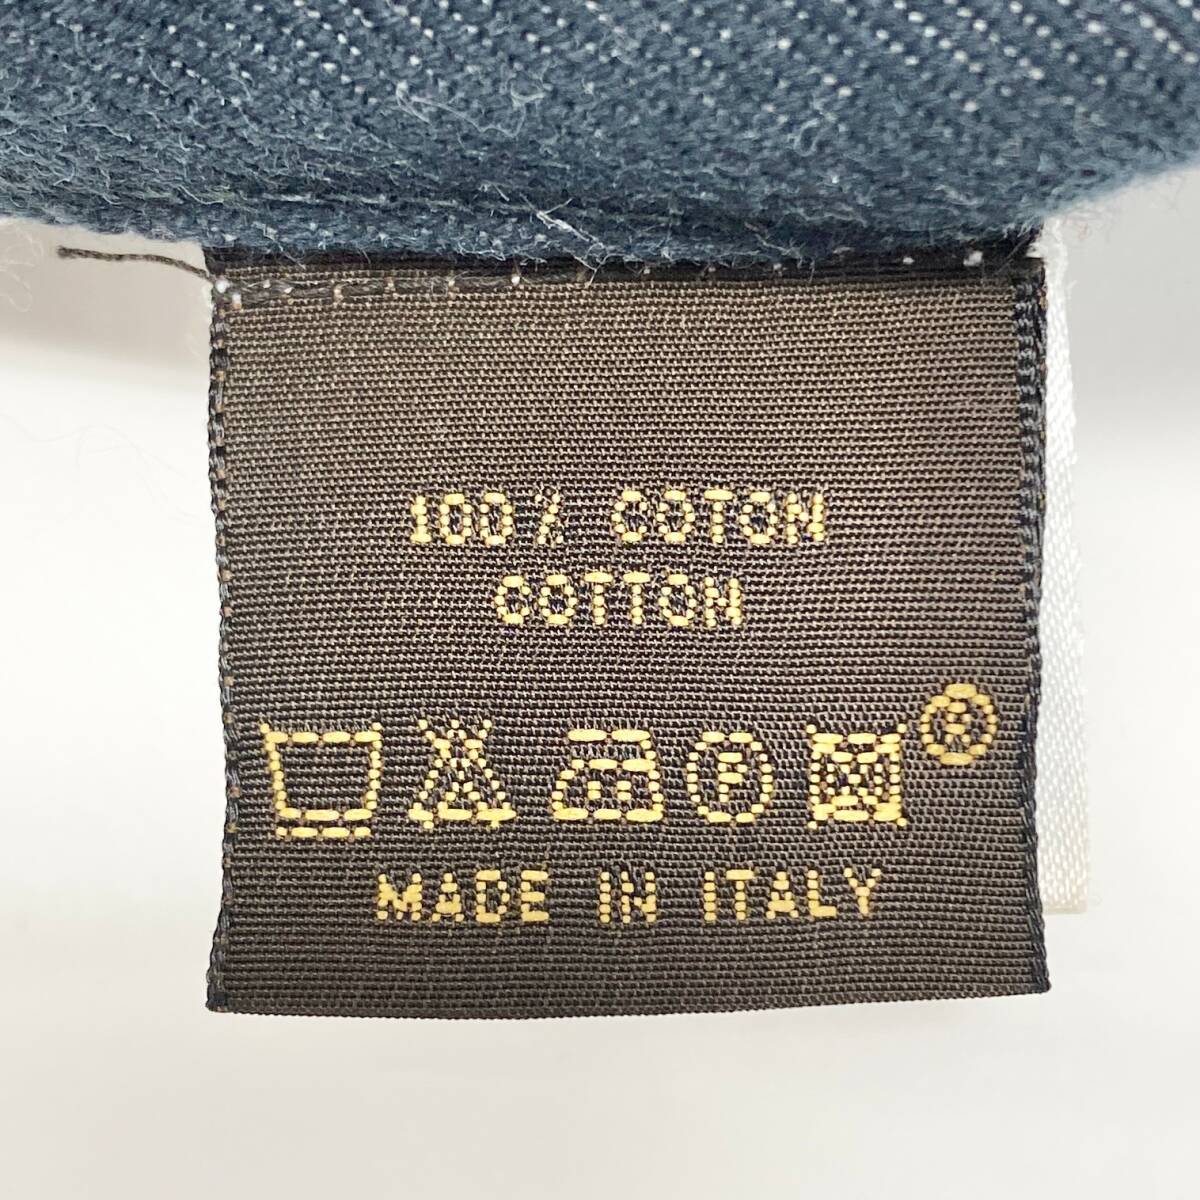 100% COTON
COTTON
P ®
MADE IN ITALY